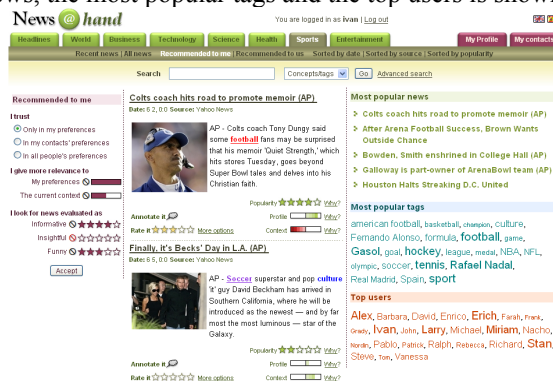 ws, the most popular tags and the top users is shown
News @ hand
You are logged in as ivan | Log out
Headlines World Business Technology Science Health Sports Entertainment My Profile My contacts
Recent news | All news Recommended to me | Recommended to us Sorted by date | Sorted by source | Sorted by popularity
Search Concepts/tags Go Advanced search
Recommended to me
I trust
Only in my preferences
In my contacts' preferences
In all people's preferences
I give more relevance to
My preferences
The current context
I look for news evaluated as
Informative
Insightful
Funny
Accept
Colts coach hits road to promote memoir (AP)
Date: 6 2, 0:0 Source: Yahoo News
AP - Colts coach Tony Dungy said
some football fans may be surprised
that his memoir 'Quiet Strength,' which
hits stores Tuesday, goes beyond
Super Bowl tales and delves into his
Christian faith.
Popularity Why?
Annotate it Profile Why?
Rate it More options Context Why?
Finally, it's Becks' Day in L.A. (AP)
Date: 6 5, 0:0 Source: Yahoo News
AP - Soccer superstar and pop culture
'it' guy David Beckham has arrived in
Southern California, where he will be
introduced as the newest — and by far
most the most luminous — star of the
Galaxy.
Popularity Why?
Annotate it Profile Why?
Rate it More options Context Why?
Most popular news
Colts coach hits road to promote memoir (AP)
After Arena Football Success, Brown Wants
Outside Chance
Bowden, Smith enshrined in College Hall (AP)
Galloway is part-owner of ArenaBowl team (AP)
Houston Halts Streaking D.C. United
Most popular tags
american football, basketball, champion, culture,
Fernando Alonso, formula, football, game,
Gasol, goal, hockey, league, medal, NBA, NFL,
olympic, soccer, tennis, Rafael Nadal,
Real Madrid, Spain, sport
Top users
Alex, Barbara, David, Enrico, Erich, Farah, Frank,
Grady, Ivan, John, Larry, Michael, Miriam, Nacho,
Nordin, Pablo, Patrick, Ralph, Rebecca, Richard, Stan,
Steve, Tom, Vanessa